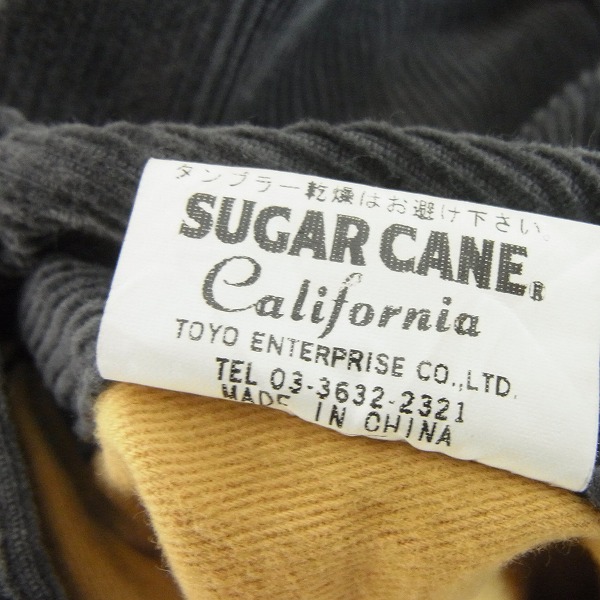 タンブラー乾燥はお避け下さい。
SUGAR CANE®
California
TOYO ENTERPRISE CO.,LTD.
TEL 03-3632-2321
MADE IN CHINA